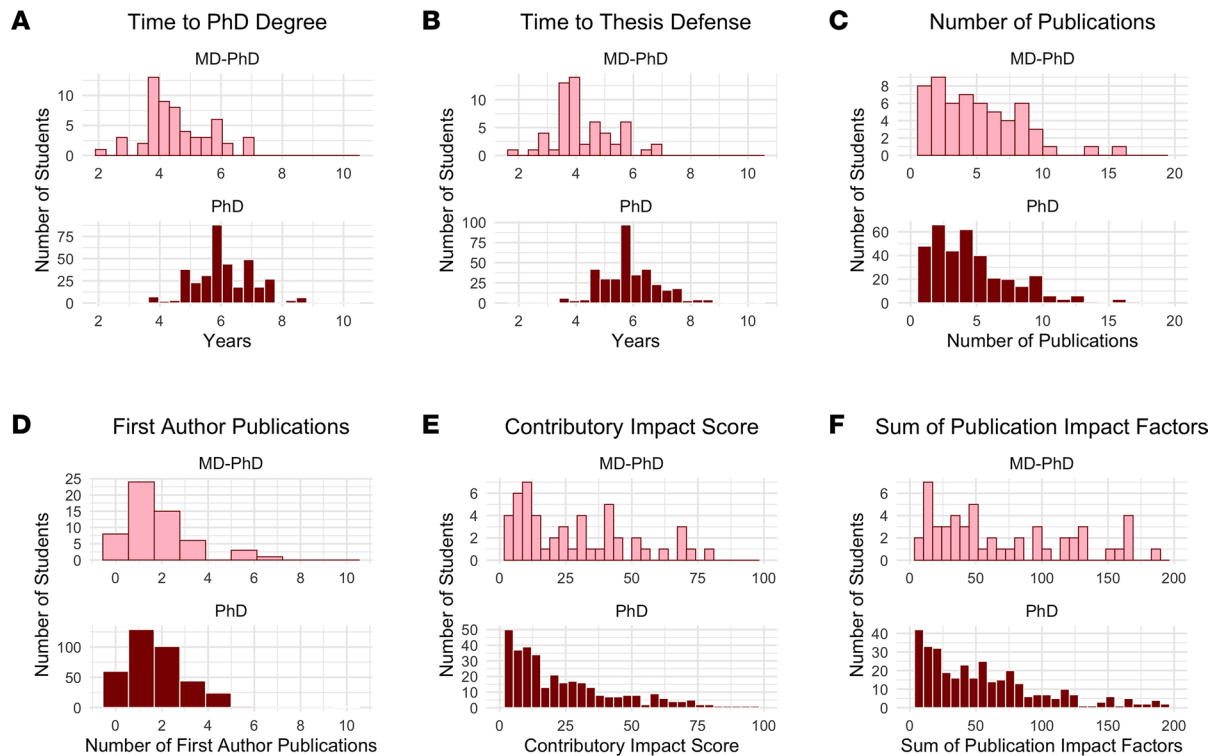 A Time to PhD Degree
MD-PhD
Number of Students
10
5
0
2 4 6 8 10
PhD
75
50
25
0
2 4 6 8 10
Years
B Time to Thesis Defense
MD-PhD
Number of Students
10
5
0
2 4 6 8 10
PhD
100
75
50
25
0
2 4 6 8 10
Years
C Number of Publications
MD-PhD
Number of Students
8
6
4
2
0
0 5 10 15 20
PhD
60
40
20
0
0 5 10 15 20
Number of Publications
D First Author Publications
MD-PhD
Number of Students
25
20
15
10
5
0
0 2 4 6 8 10
PhD
100
50
0
0 2 4 6 8 10
Number of First Author Publications
E Contributory Impact Score
MD-PhD
Number of Students
6
4
2
0
0 25 50 75 100
PhD
50
40
30
20
10
0
0 25 50 75 100
Contributory Impact Score
F Sum of Publication Impact Factors
MD-PhD
Number of Students
6
4
2
0
0 50 100 150 200
PhD
40
30
20
10
0
0 50 100 150 200
Sum of Publication Impact Factors